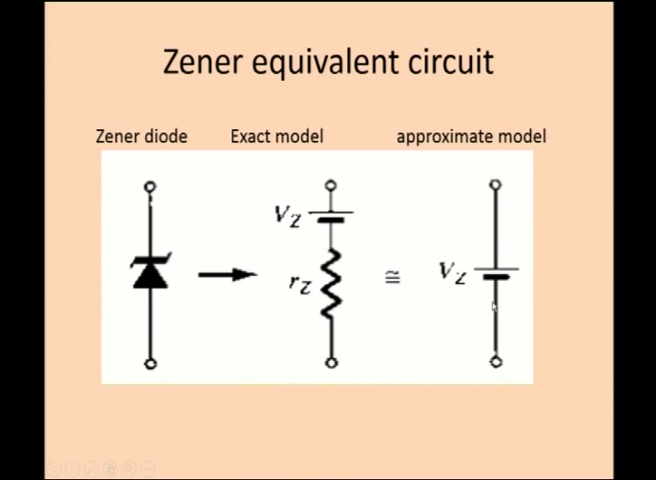 Zener equivalent circuit
Zener diode Exact model approximate model
VZ
rZ
≅
VZ